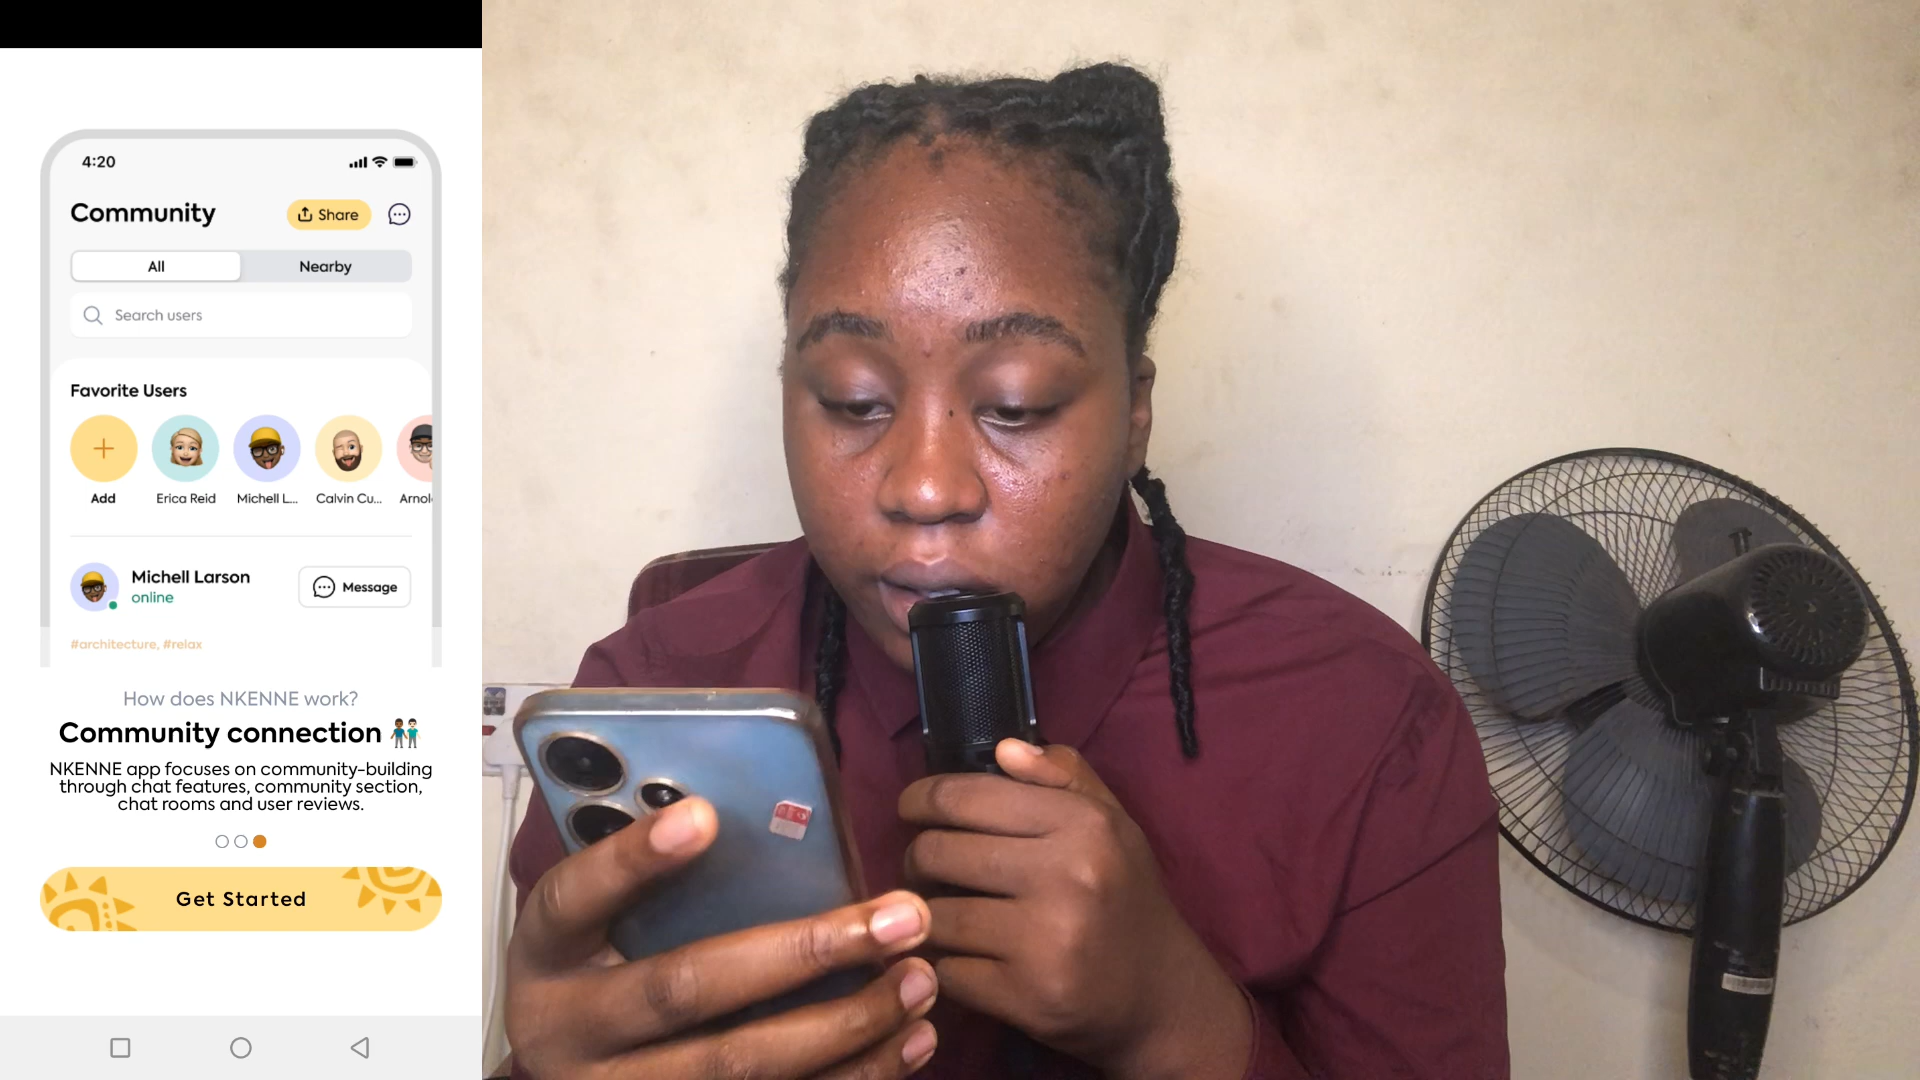 4:20
Community
Share
All
Nearby
Search users
Favorite Users
Add
Erica Reid
Michell L...
Calvin Cu...
Arnol
Michell Larson
online
Message
#architecture, #relax
How does NKENNE work?
Community connection
NKENNE app focuses on community-building
through chat features, community section,
chat rooms and user reviews.
Get Started